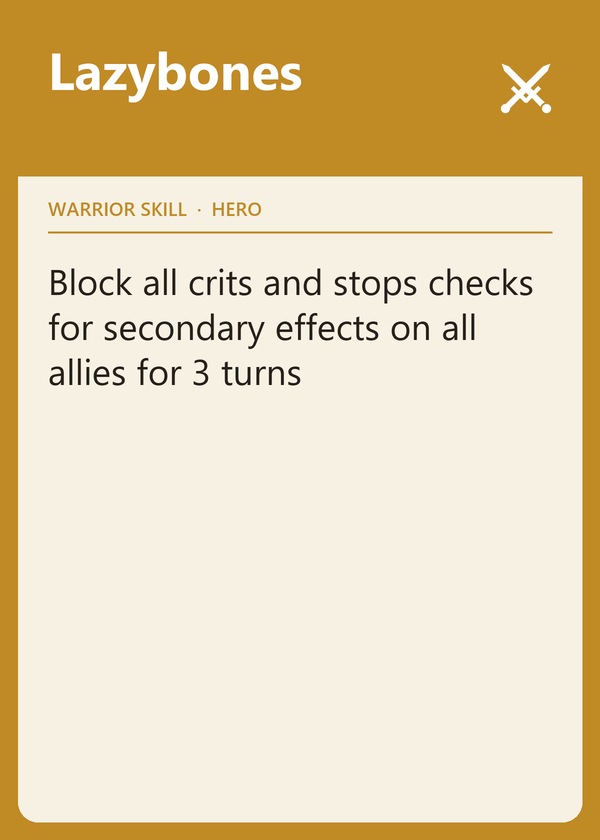 Lazybones
WARRIOR SKILL · HERO
Block all crits and stops checks
for secondary effects on all
allies for 3 turns